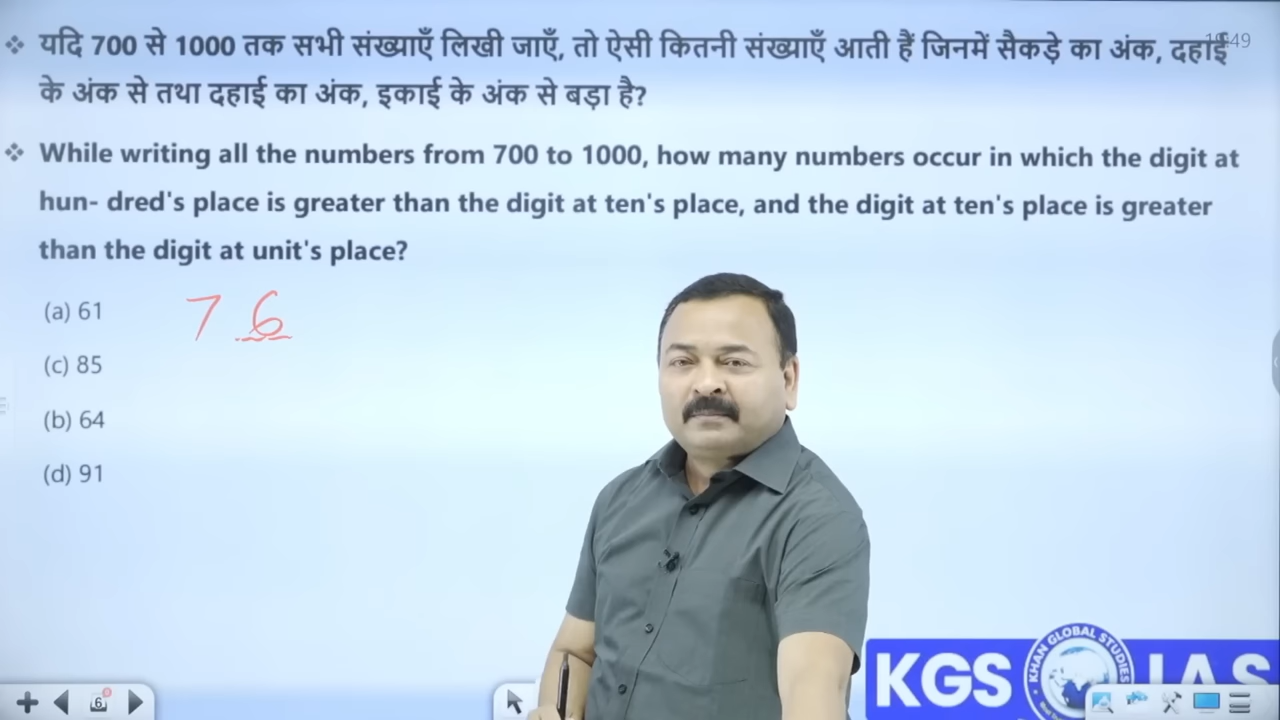 ❖ यदि 700 से 1000 तक सभी संख्याएँ लिखी जाएँ, तो ऐसी कितनी संख्याएँ आती हैं जिनमें सैकड़े का अंक, दहाई
के अंक से तथा दहाई का अंक, इकाई के अंक से बड़ा है?
❖ While writing all the numbers from 700 to 1000, how many numbers occur in which the digit at
hun- dred's place is greater than the digit at ten's place, and the digit at ten's place is greater
than the digit at unit's place?
(a) 61
7 6
(c) 85
(b) 64
(d) 91
KGS IAS
KHAN GLOBAL STUDIES
6